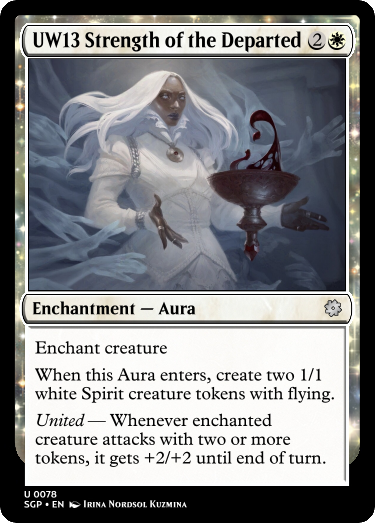 UW13 Strength of the Departed 2
Enchantment — Aura
Enchant creature
When this Aura enters, create two 1/1
white Spirit creature tokens with flying.
United — Whenever enchanted
creature attacks with two or more
tokens, it gets +2/+2 until end of turn.
U 0078
SGP • EN Irina Nordsol Kuzmina